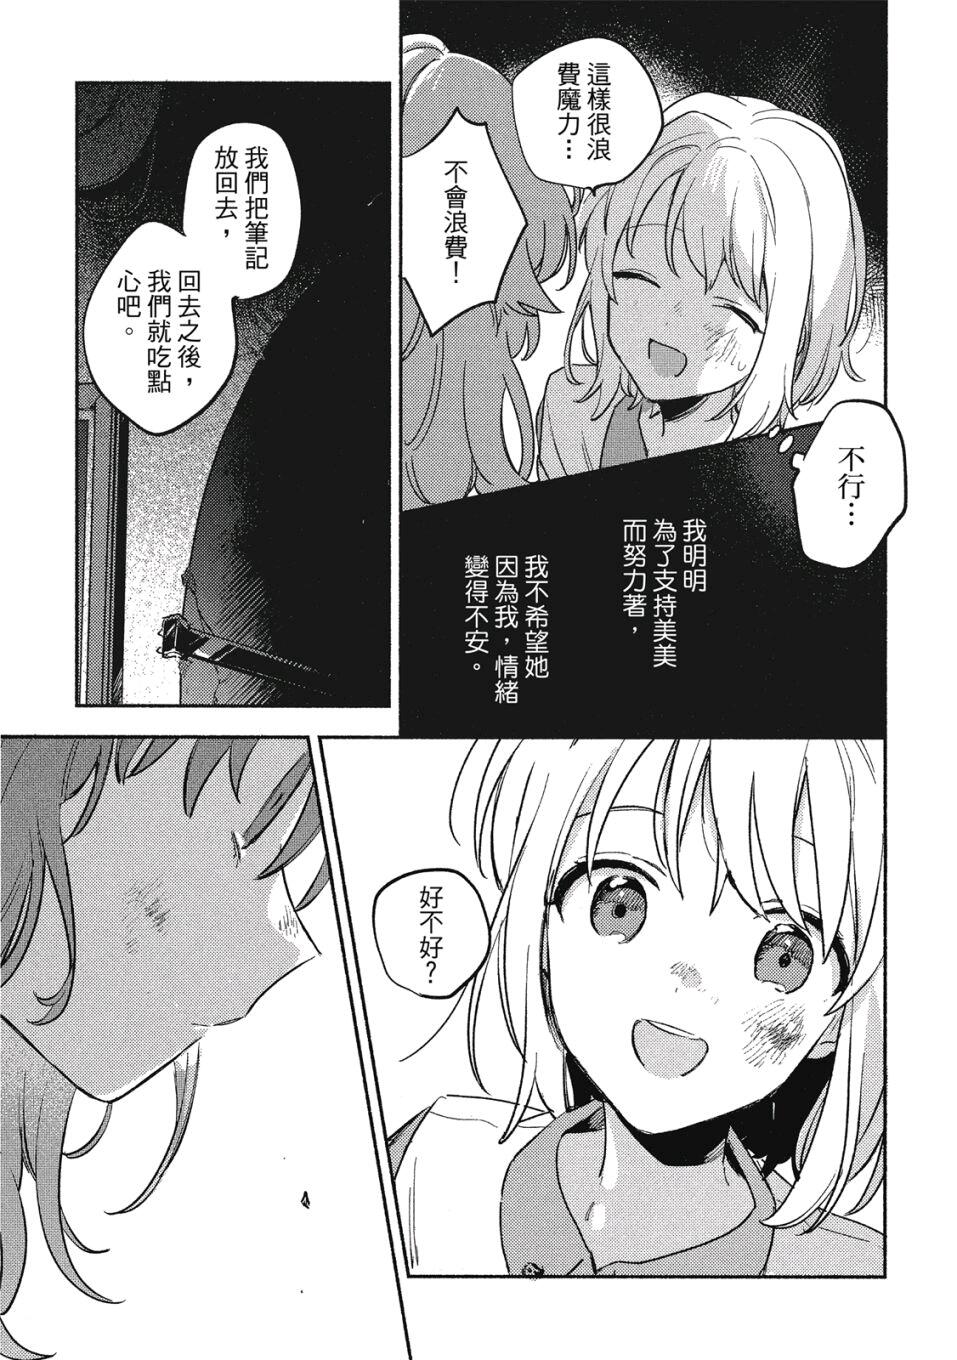 這樣很浪
費魔力…
不會浪費！
不行…
我明明
為了支持美美
而努力著，
我不希望她
因為我，情緒
變得不安。
我們把筆記
放回去，
回去之後，
我們就吃點
心吧。
好不好？